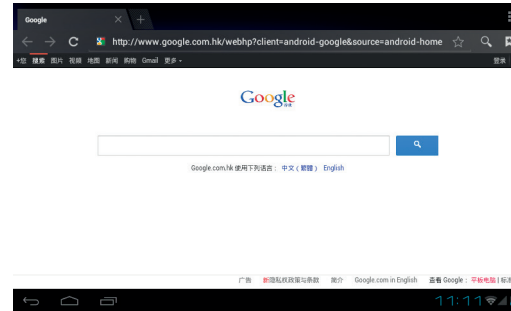 Google
http://www.google.com.hk/webhp?client=android-google&source=android-home
+您 搜索 图片 视频 地图 新闻 购物 Gmail 更多 登录
Google
Google.com.hk 使用下列语言： 中文 (繁體) English
广告 新隐私权政策与条款 简介 Google.com in English 查看 Google： 平板电脑 | 标准
11:11